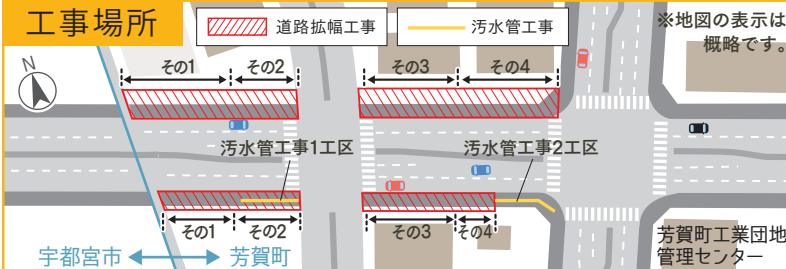 工事場所
道路拡幅工事
汚水管工事
※地図の表示は
概略です。
N
その1
その2
その3
その4
汚水管工事1工区
汚水管工事2工区
その1
その2
その3
その4
宇都宮市
芳賀町
芳賀町工業団地
管理センター